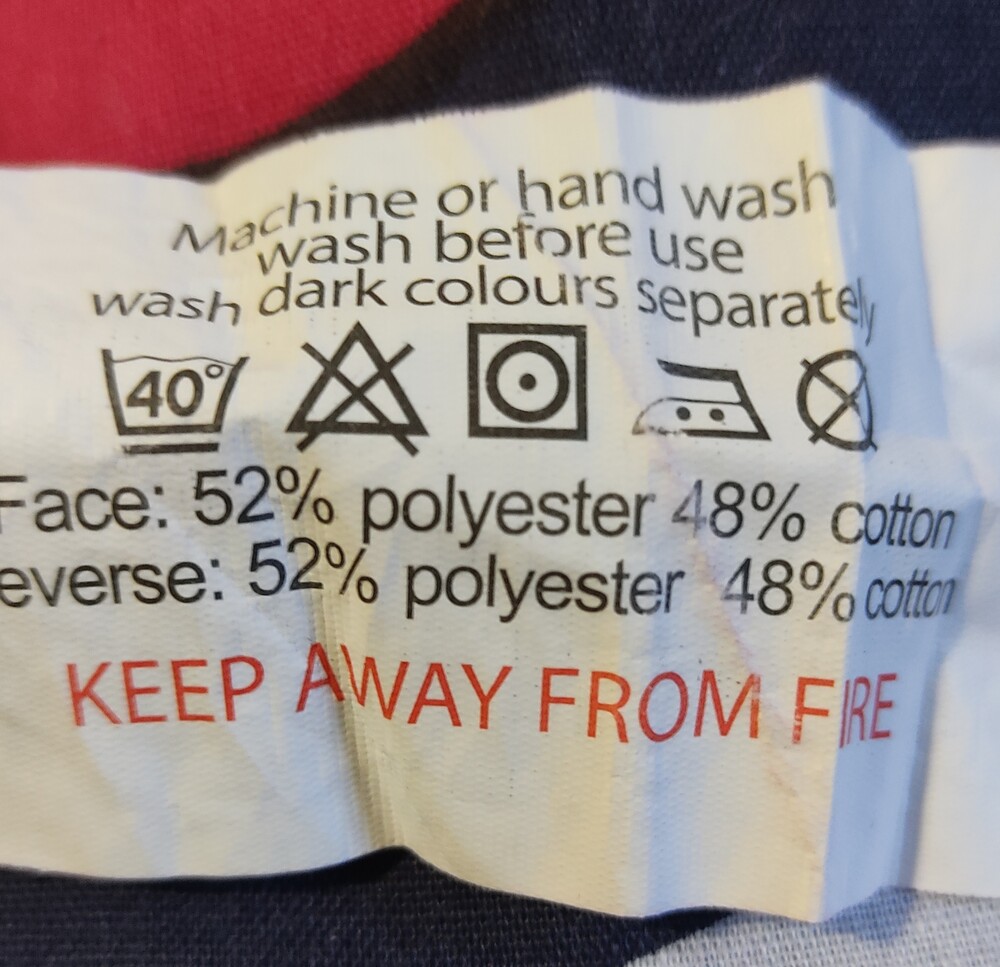 Machine or hand wash
wash before use
wash dark colours separately
40°
Face: 52% polyester 48% cotton
everse: 52% polyester 48% cotton
KEEP AWAY FROM FIRE